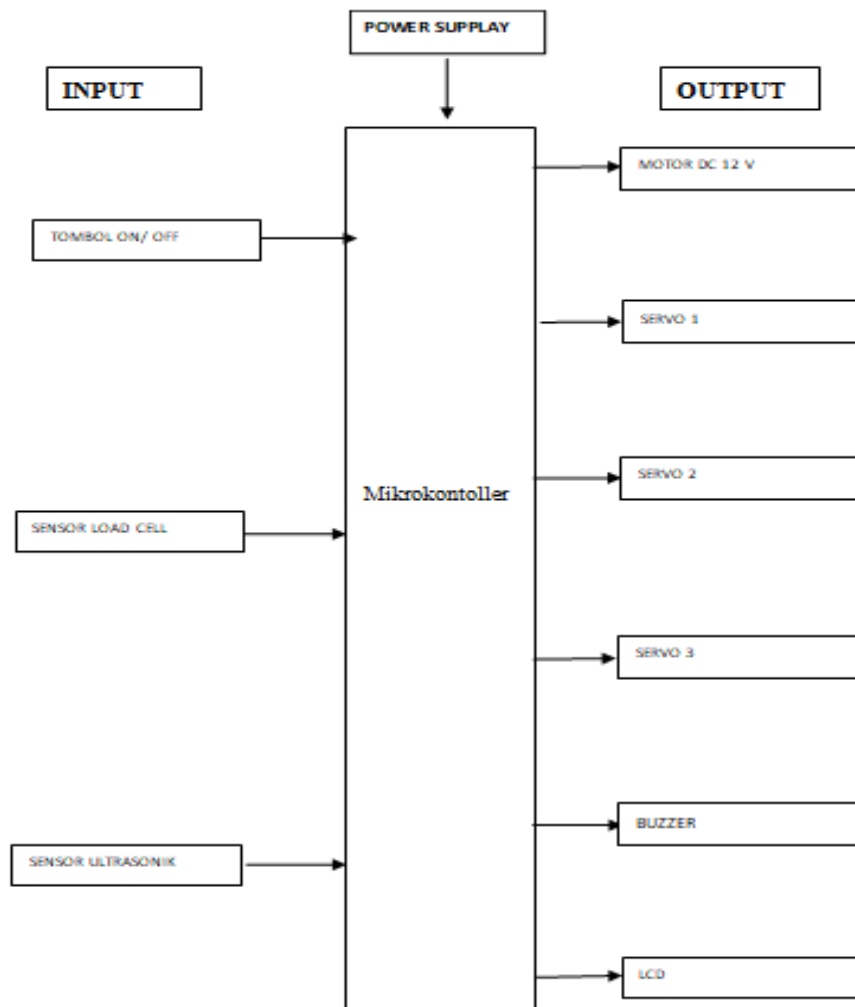 POWER SUPPLAY
INPUT
OUTPUT
MOTOR DC 12 V
TOMBOL ON/ OFF
SERVO 1
SERVO 2
Mikrokontoller
SENSOR LOAD CELL
SERVO 3
BUZZER
SENSOR ULTRASONIK
LCD